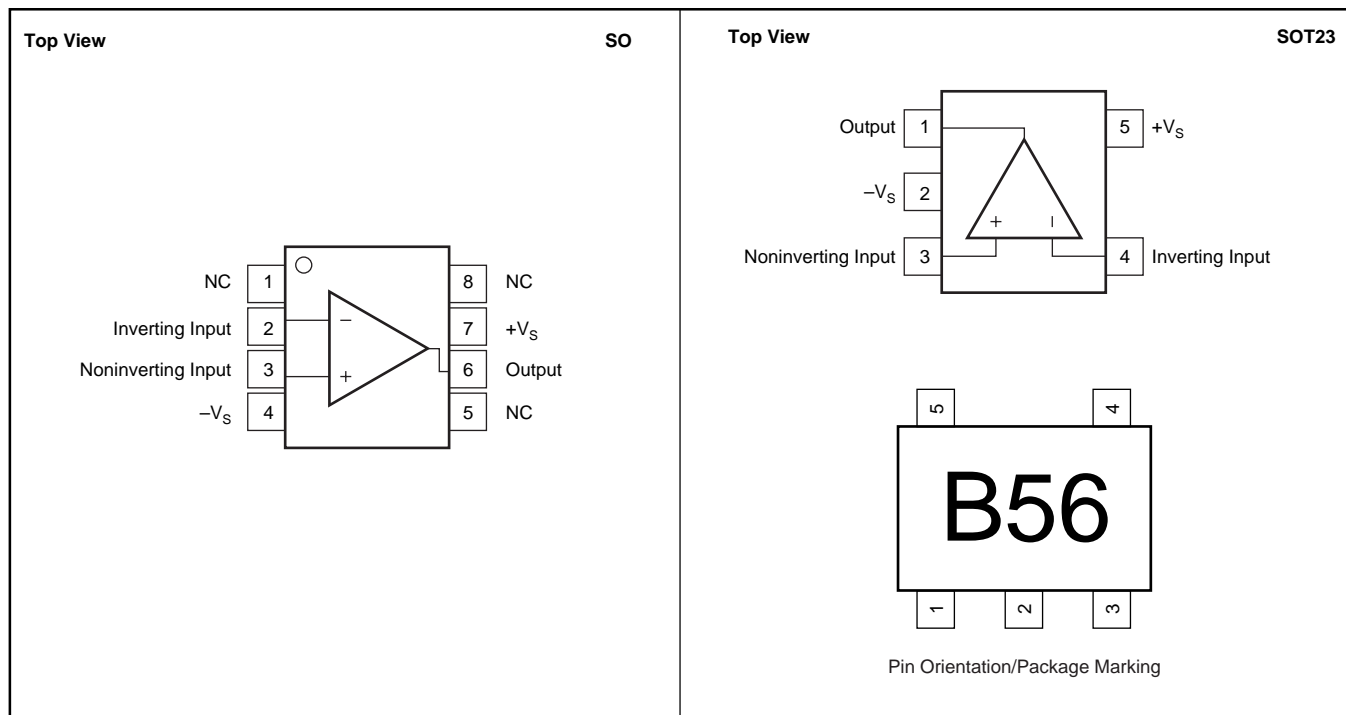 Top View SO
NC 1 8 NC
Inverting Input 2 − 7 +VS
Noninverting Input 3 + 6 Output
−VS 4 5 NC
Top View SOT23
Output 1 5 +VS
−VS 2
Noninverting Input 3 + − 4 Inverting Input
5 4
B56
1 2 3
Pin Orientation/Package Marking